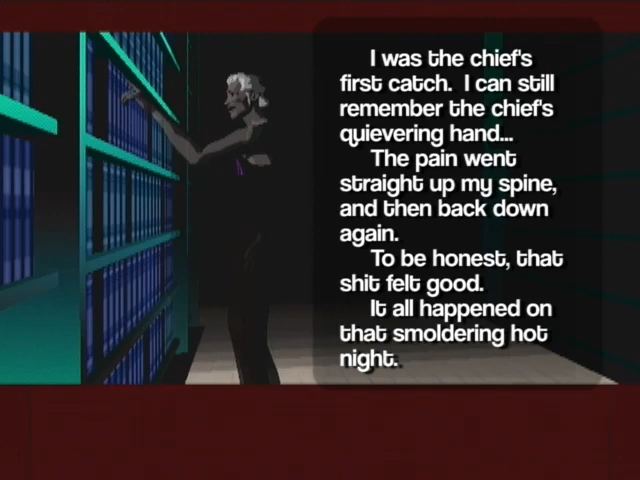 I was the chief's
first catch. I can still
remember the chief's
quievering hand...
The pain went
straight up my spine,
and then back down
again.
To be honest, that
shit felt good.
It all happened on
that smoldering hot
night.